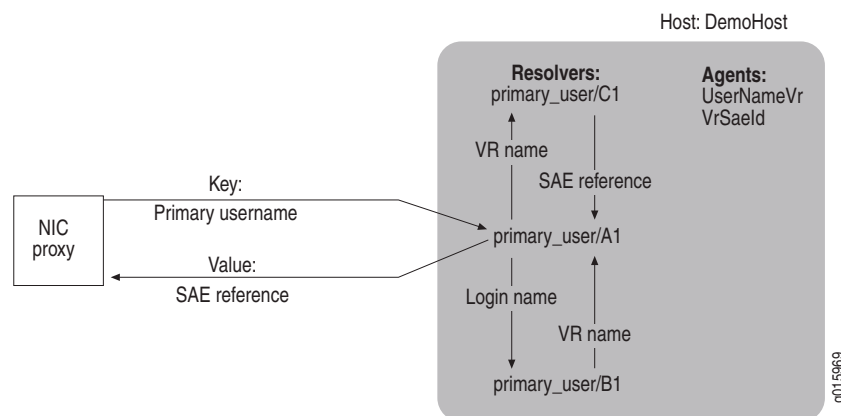 Host: DemoHost
Resolvers:
primary_user/C1
Agents:
UserNameVr
VrSaeId
VR name
SAE reference
Key:
Primary username
NIC
proxy
primary_user/A1
Value:
SAE reference
Login name
VR name
primary_user/B1
g015969